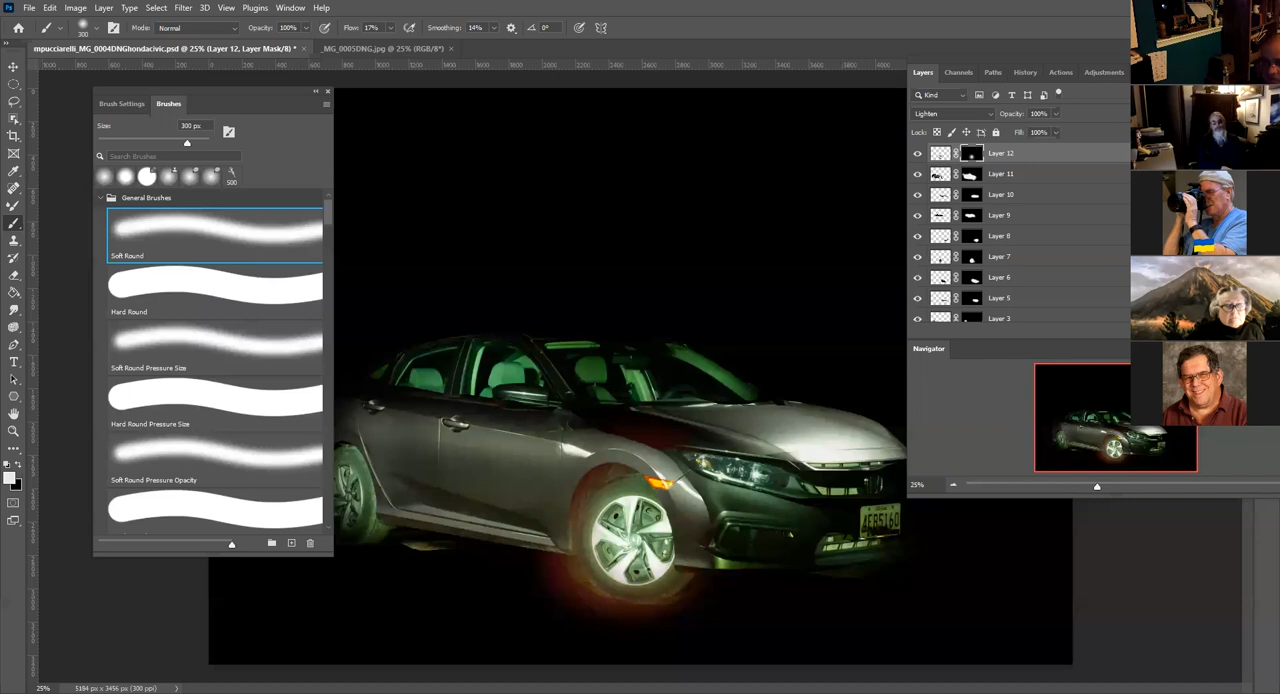 Ps File Edit Image Layer Type Select Filter 3D View Plugins Window Help
300 Mode: Normal Opacity: 100% Flow: 17% Smoothing: 14% 0°
mpucciarelli_MG_0004DNGhondacivic.psd @ 25% (Layer 12, Layer Mask/8) * × _MG_0005DNG.jpg @ 25% (RGB/8*) ×
Brush Settings Brushes
Size: 300 px
Search Brushes
500
General Brushes
Soft Round
Hard Round
Soft Round Pressure Size
Hard Round Pressure Size
Soft Round Pressure Opacity
4EB5160
Layers Channels Paths History Actions Adjustments
Kind
Lighten Opacity: 100%
Lock: Fill: 100%
Layer 12
Layer 11
Layer 10
Layer 9
Layer 8
Layer 7
Layer 6
Layer 5
Layer 3
Navigator
25%
25% 5184 px x 3456 px (300 ppi)